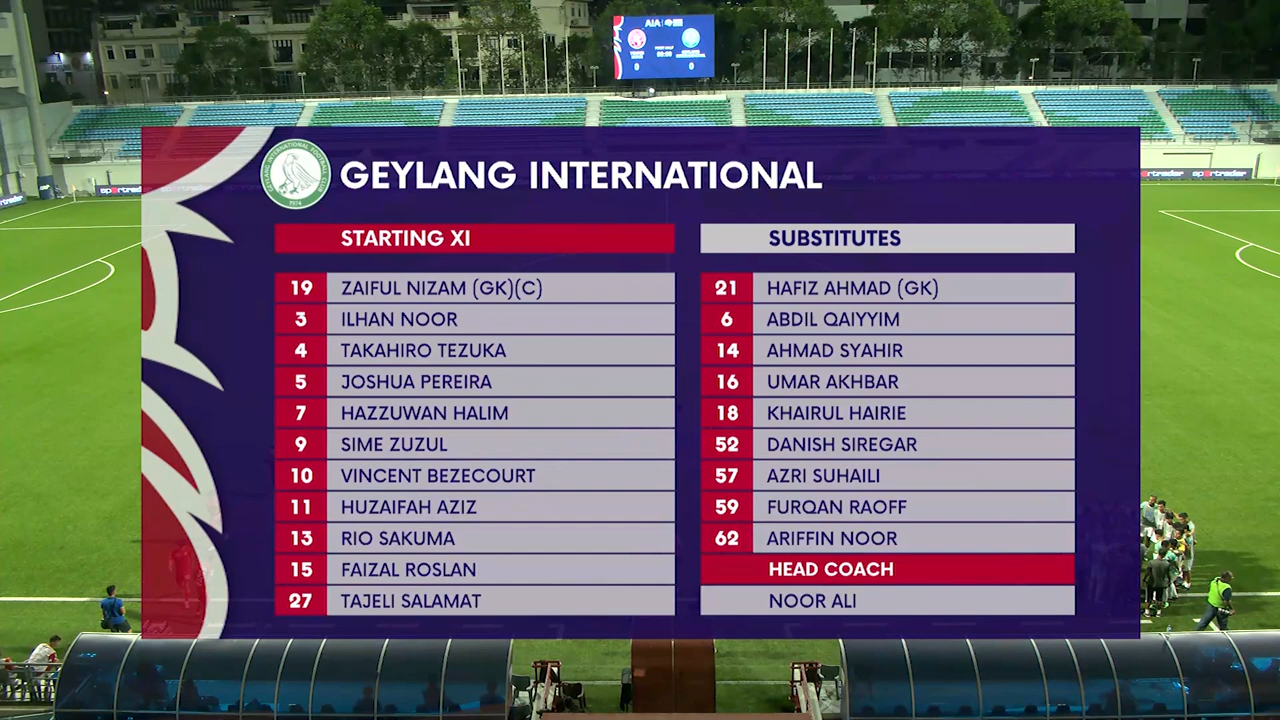 AIA
GEYLANG INTERNATIONAL
STARTING XI
19 ZAIFUL NIZAM (GK)(C)
3 ILHAN NOOR
4 TAKAHIRO TEZUKA
5 JOSHUA PEREIRA
7 HAZZUWAN HALIM
9 SIME ZUZUL
10 VINCENT BEZECOURT
11 HUZAIFAH AZIZ
13 RIO SAKUMA
15 FAIZAL ROSLAN
27 TAJELI SALAMAT
SUBSTITUTES
21 HAFIZ AHMAD (GK)
6 ABDIL QAIYYIM
14 AHMAD SYAHIR
16 UMAR AKHBAR
18 KHAIRUL HAIRIE
52 DANISH SIREGAR
57 AZRI SUHAILI
59 FURQAN RAOFF
62 ARIFFIN NOOR
HEAD COACH
NOOR ALI